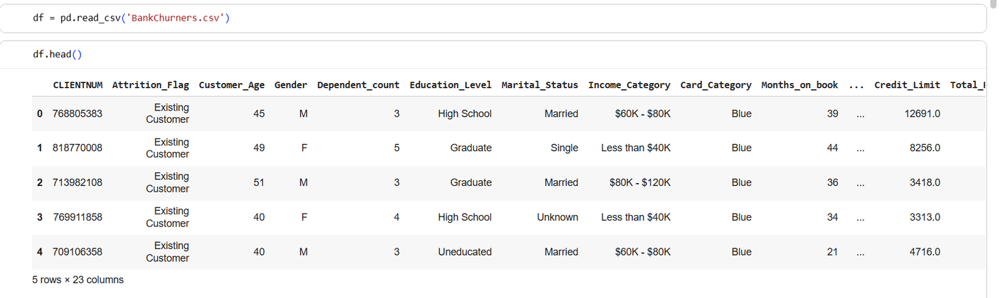 df = pd.read_csv('BankChurners.csv')
df.head()
CLIENTNUM Attrition_Flag Customer_Age Gender Dependent_count Education_Level Marital_Status Income_Category Card_Category Months_on_book ... Credit_Limit
0 768805383 Existing Customer 45 M 3 High School Married $60K - $80K Blue 39 ... 12691.0
1 818770008 Existing Customer 49 F 5 Graduate Single Less than $40K Blue 44 ... 8256.0
2 713982108 Existing Customer 51 M 3 Graduate Married $80K - $120K Blue 36 ... 3418.0
3 769911858 Existing Customer 40 F 4 High School Unknown Less than $40K Blue 34 ... 3313.0
4 709106358 Existing Customer 40 M 3 Uneducated Married $60K - $80K Blue 21 ... 4716.0
5 rows × 23 columns